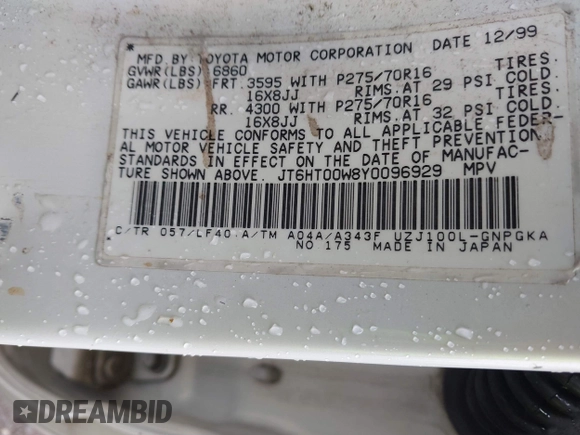 MFD.BY:TOYOTA MOTOR CORPORATION DATE 12/99
GVWR(LBS) 6860 TIRES.
GAWR(LBS) FRT. 3595 WITH P275/70R16
16X8JJ RIMS.AT 29 PSI COLD.
RR. 4300 WITH P275/70R16 TIRES.
16X8JJ RIMS.AT 32 PSI COLD.
THIS VEHICLE CONFORMS TO ALL APPLICABLE FEDER-
AL MOTOR VEHICLE SAFETY AND THEFT PREVENTION
STANDARDS IN EFFECT ON THE DATE OF MANUFAC-
TURE SHOWN ABOVE. JT6HT00W8Y0096929 MPV
C/TR 057/LF40 A/TM A04A/A343F UZJ100L-GNPGKA
NO 175 MADE IN JAPAN
DREAMBID